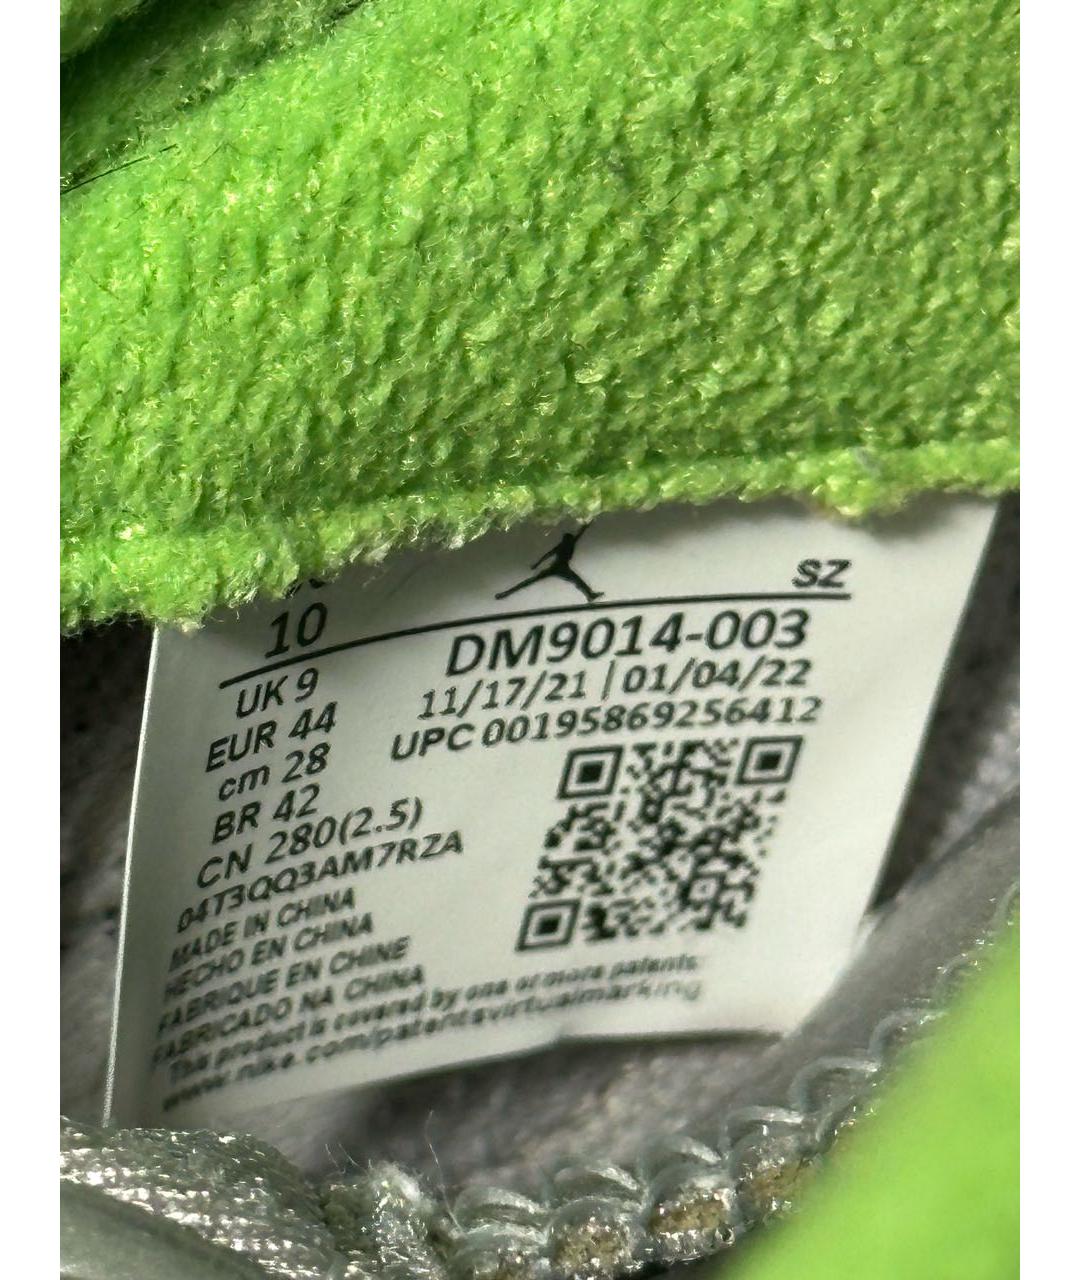 SZ
10
DM9014-003
UK 9
11/17/21 | 01/04/22
EUR 44
UPC 00195869256412
cm 28
BR 42
CN 280(2.5)
04T3QQ3AM7RZA
MADE IN CHINA
HECHO EN CHINA
FABRIQUE EN CHINE
FABRICADO NA CHINA
This product is covered by one or more patents:
www.nike.com/patentsvirtualmarking